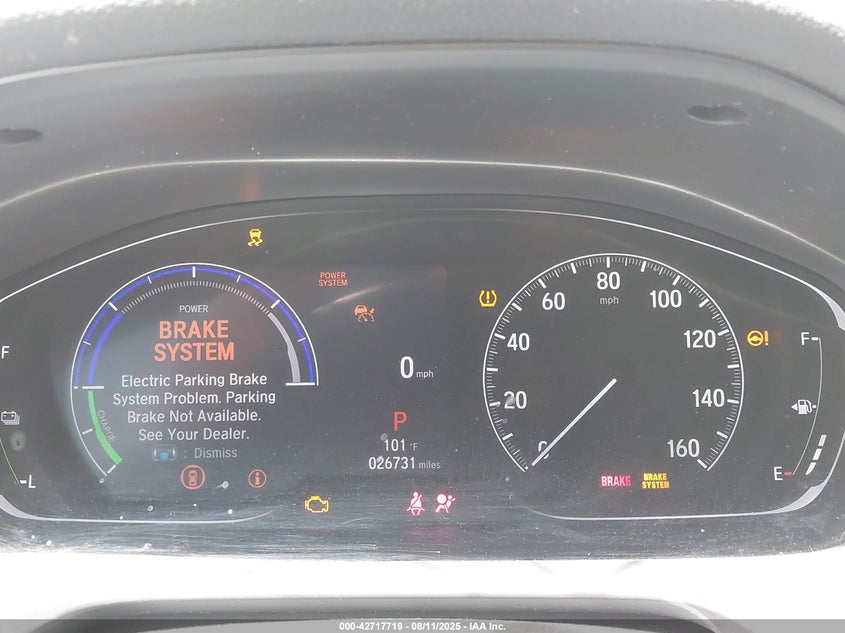 POWER
BRAKE
SYSTEM
Electric Parking Brake
System Problem. Parking
Brake Not Available.
See Your Dealer.
: Dismiss
CHARGE
F
L
POWER
SYSTEM
0 mph
P
101 °F
026731 miles
0
20
40
60
80
100
120
140
160
mph
BRAKE
BRAKE
SYSTEM
F
E
000-42717719 - 08/11/2025 - IAA Inc.